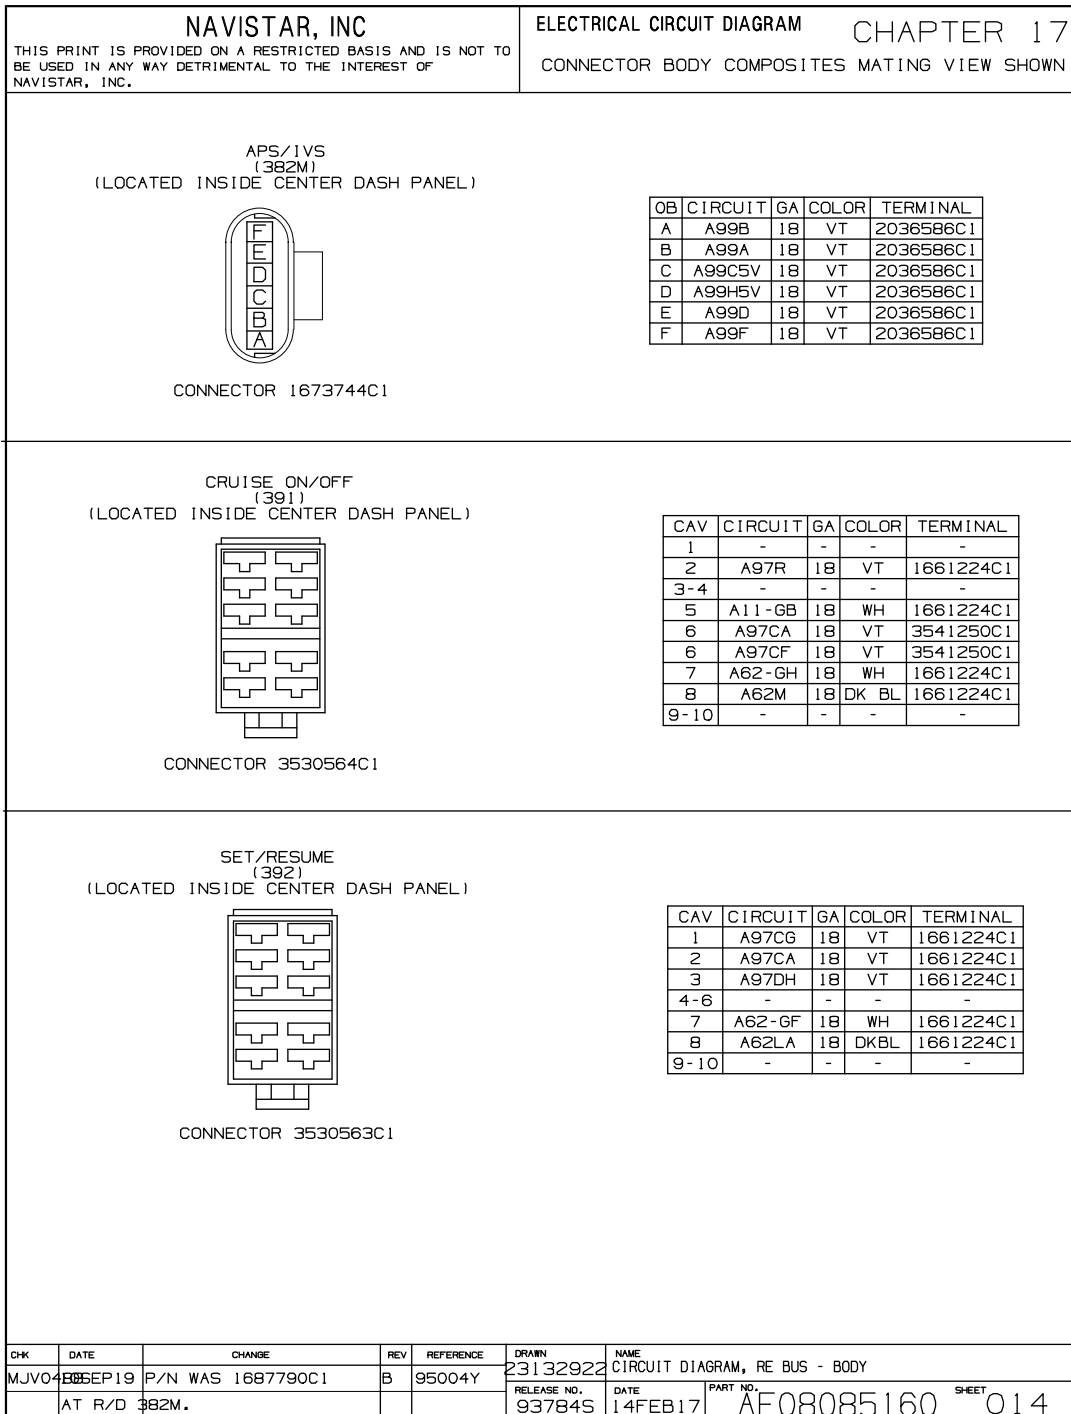 NAVISTAR, INC
THIS PRINT IS PROVIDED ON A RESTRICTED BASIS AND IS NOT TO
BE USED IN ANY WAY DETRIMENTAL TO THE INTEREST OF
NAVISTAR, INC.
ELECTRICAL CIRCUIT DIAGRAM CHAPTER 17
CONNECTOR BODY COMPOSITES MATING VIEW SHOWN
APS/IVS
(382M)
(LOCATED INSIDE CENTER DASH PANEL)
F
E
D
C
B
A
CONNECTOR 1673744C1
OB CIRCUIT GA COLOR TERMINAL
A A99B 18 VT 2036586C1
B A99A 18 VT 2036586C1
C A99C5V 18 VT 2036586C1
D A99H5V 18 VT 2036586C1
E A99D 18 VT 2036586C1
F A99F 18 VT 2036586C1
CRUISE ON/OFF
(391)
(LOCATED INSIDE CENTER DASH PANEL)
CONNECTOR 3530564C1
CAV CIRCUIT GA COLOR TERMINAL
1 - - - -
2 A97R 18 VT 1661224C1
3-4 - - - -
5 A11-GB 18 WH 1661224C1
6 A97CA 18 VT 3541250C1
6 A97CF 18 VT 3541250C1
7 A62-GH 18 WH 1661224C1
8 A62M 18 DK BL 1661224C1
9-10 - - - -
SET/RESUME
(392)
(LOCATED INSIDE CENTER DASH PANEL)
CONNECTOR 3530563C1
CAV CIRCUIT GA COLOR TERMINAL
1 A97CG 18 VT 1661224C1
2 A97CA 18 VT 1661224C1
3 A97DH 18 VT 1661224C1
4-6 - - - -
7 A62-GF 18 WH 1661224C1
8 A62LA 18 DKBL 1661224C1
9-10 - - - -
CHK DATE CHANGE REV REFERENCE
P/N WAS 1687790C1 B 95004Y
AT R/D 382M.
DRAWN
23132922
NAME
CIRCUIT DIAGRAM, RE BUS - BODY
RELEASE NO.
93784S
DATE
14FEB17
PART NO.
AF08085160
SHEET
014